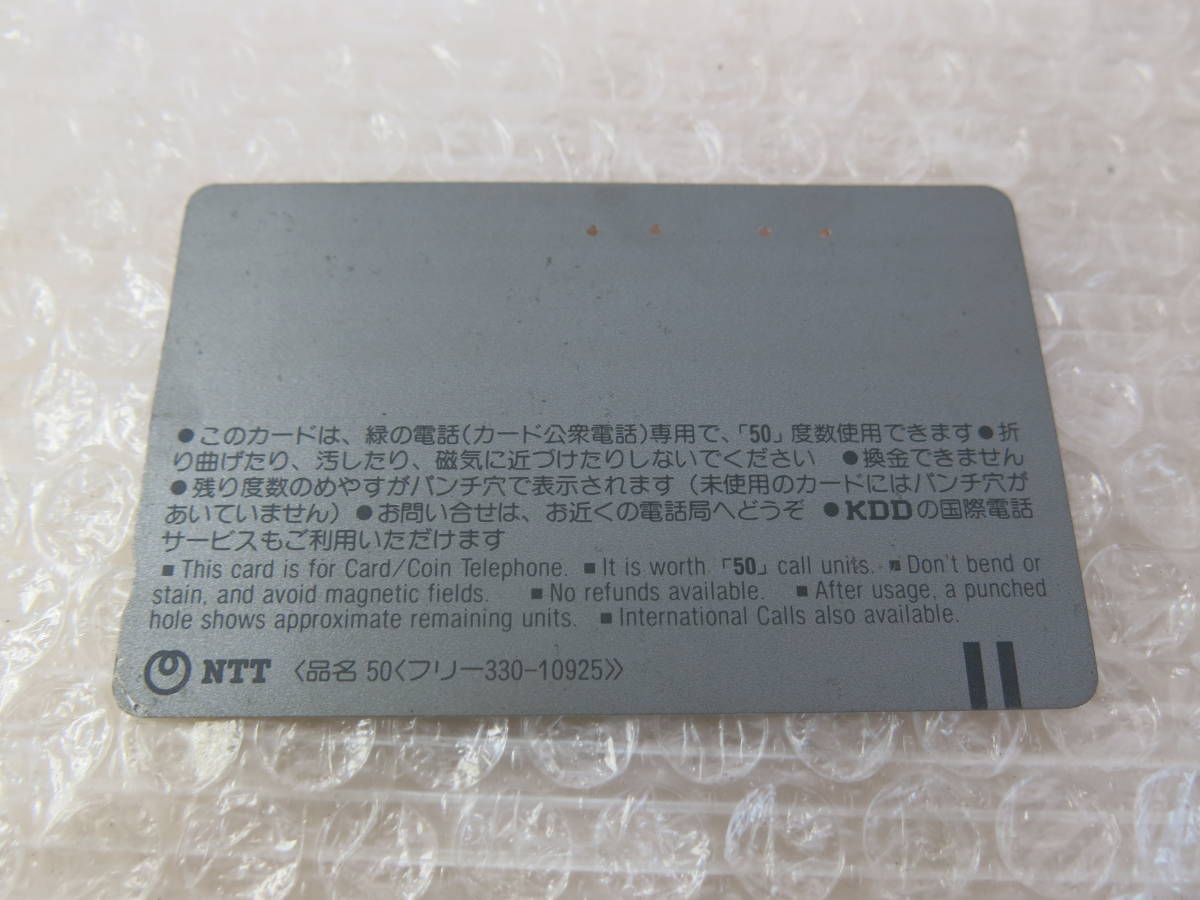 ●このカードは、緑の電話(カード公衆電話)専用で、「50」度数使用できます●折
り曲げたり、汚したり、磁気に近づけたりしないでください ●換金できません
●残り度数のめやすがパンチ穴で表示されます(未使用のカードにはパンチ穴が
あいていません)●お問い合せは、お近くの電話局へどうぞ ●KDDの国際電話
サービスもご利用いただけます
■This card is for Card/Coin Telephone. ■It is worth「50」call units. ■Don't bend or
stain, and avoid magnetic fields. ■No refunds available. ■After usage, a punched
hole shows approximate remaining units. ■International Calls also available.
NTT 〈品名 50〈フリー330-10925〉〉